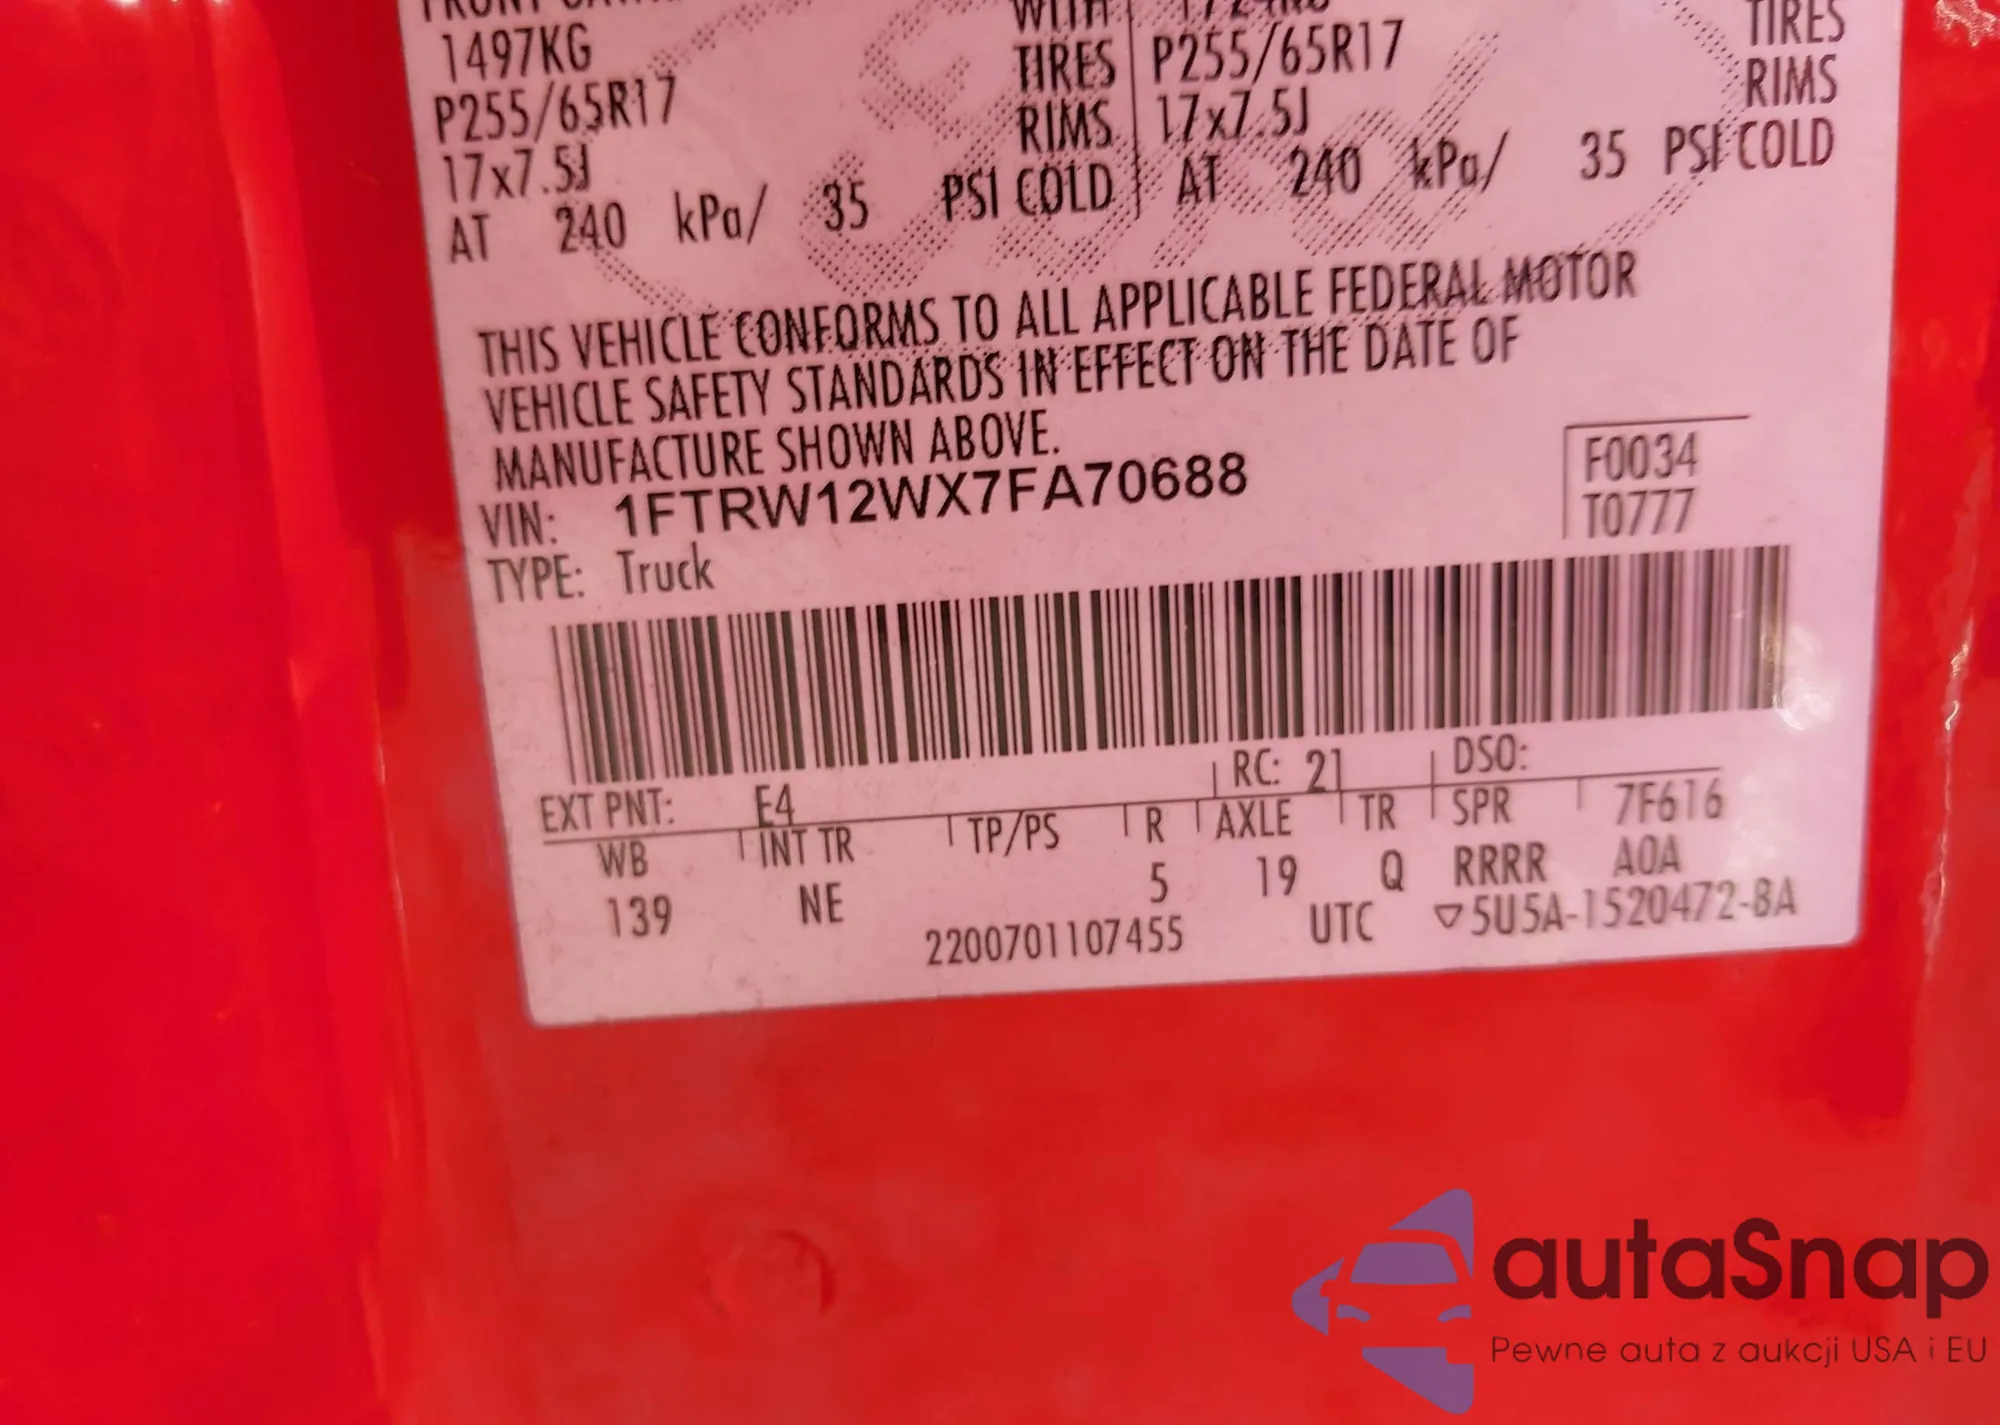 1497KG
WITH
TIRES
P255/65R17
RIMS
17x7.5J
AT 240 kPa/ 35 PSI COLD
P255/65R17
TIRES
17x7.5J
RIMS
AT 240 kPa/ 35 PSI COLD
THIS VEHICLE CONFORMS TO ALL APPLICABLE FEDERAL MOTOR
VEHICLE SAFETY STANDARDS IN EFFECT ON THE DATE OF
MANUFACTURE SHOWN ABOVE.
VIN: 1FTRW12WX7FA70688
F0034
TYPE: Truck
T0777
EXT PNT: E4
RC: 21
DSO:
WB INT TR TP/PS R AXLE TR SPR 7F616
139 NE 5 19 Q RRRR A0A
2200701107455 UTC ▽5U5A-1520472-BA
autaSnap
Pewne auta z aukcji USA i EU